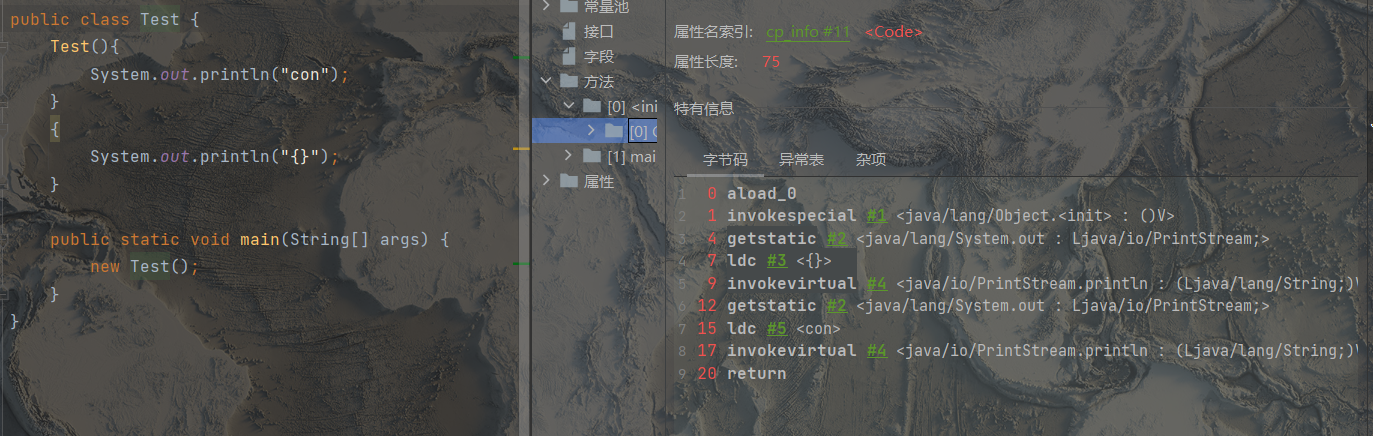 public class Test {
Test(){
System.out.println("con");
}
{
System.out.println("{}");
}
public static void main(String[] args) {
new Test();
}
}
常量池
接口
字段
方法
[0] <ini
[0] C
[1] mai
属性
属性名索引: cp_info #11 <Code>
属性长度: 75
特有信息
字节码 异常表 杂项
1 0 aload_0
2 1 invokespecial #1 <java/lang/Object.<init> : ()V>
3 4 getstatic #2 <java/lang/System.out : Ljava/io/PrintStream;>
4 7 ldc #3 <{}>
5 9 invokevirtual #4 <java/io/PrintStream.println : (Ljava/lang/String;)V
6 12 getstatic #2 <java/lang/System.out : Ljava/io/PrintStream;>
7 15 ldc #5 <con>
8 17 invokevirtual #4 <java/io/PrintStream.println : (Ljava/lang/String;)V
9 20 return